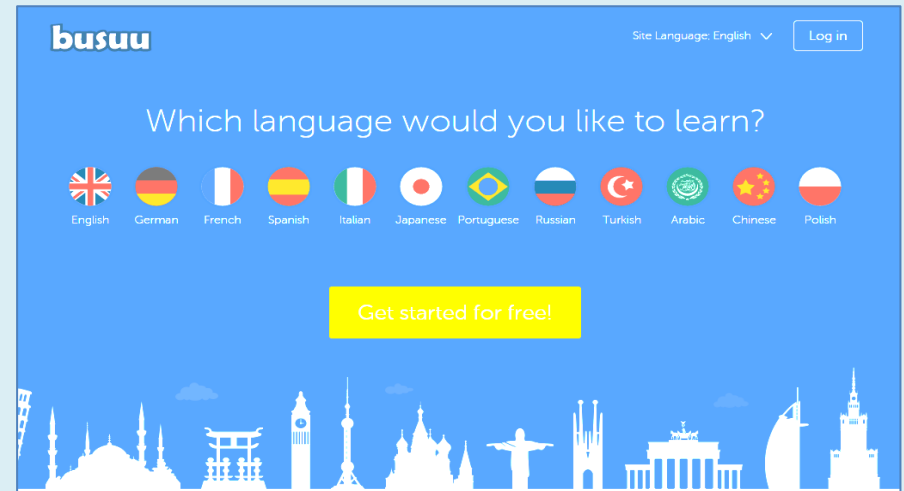 busuu
Site Language: English
Log in
Which language would you like to learn?
English German French Spanish Italian Japanese Portuguese Russian Turkish Arabic Chinese Polish
Get started for free!